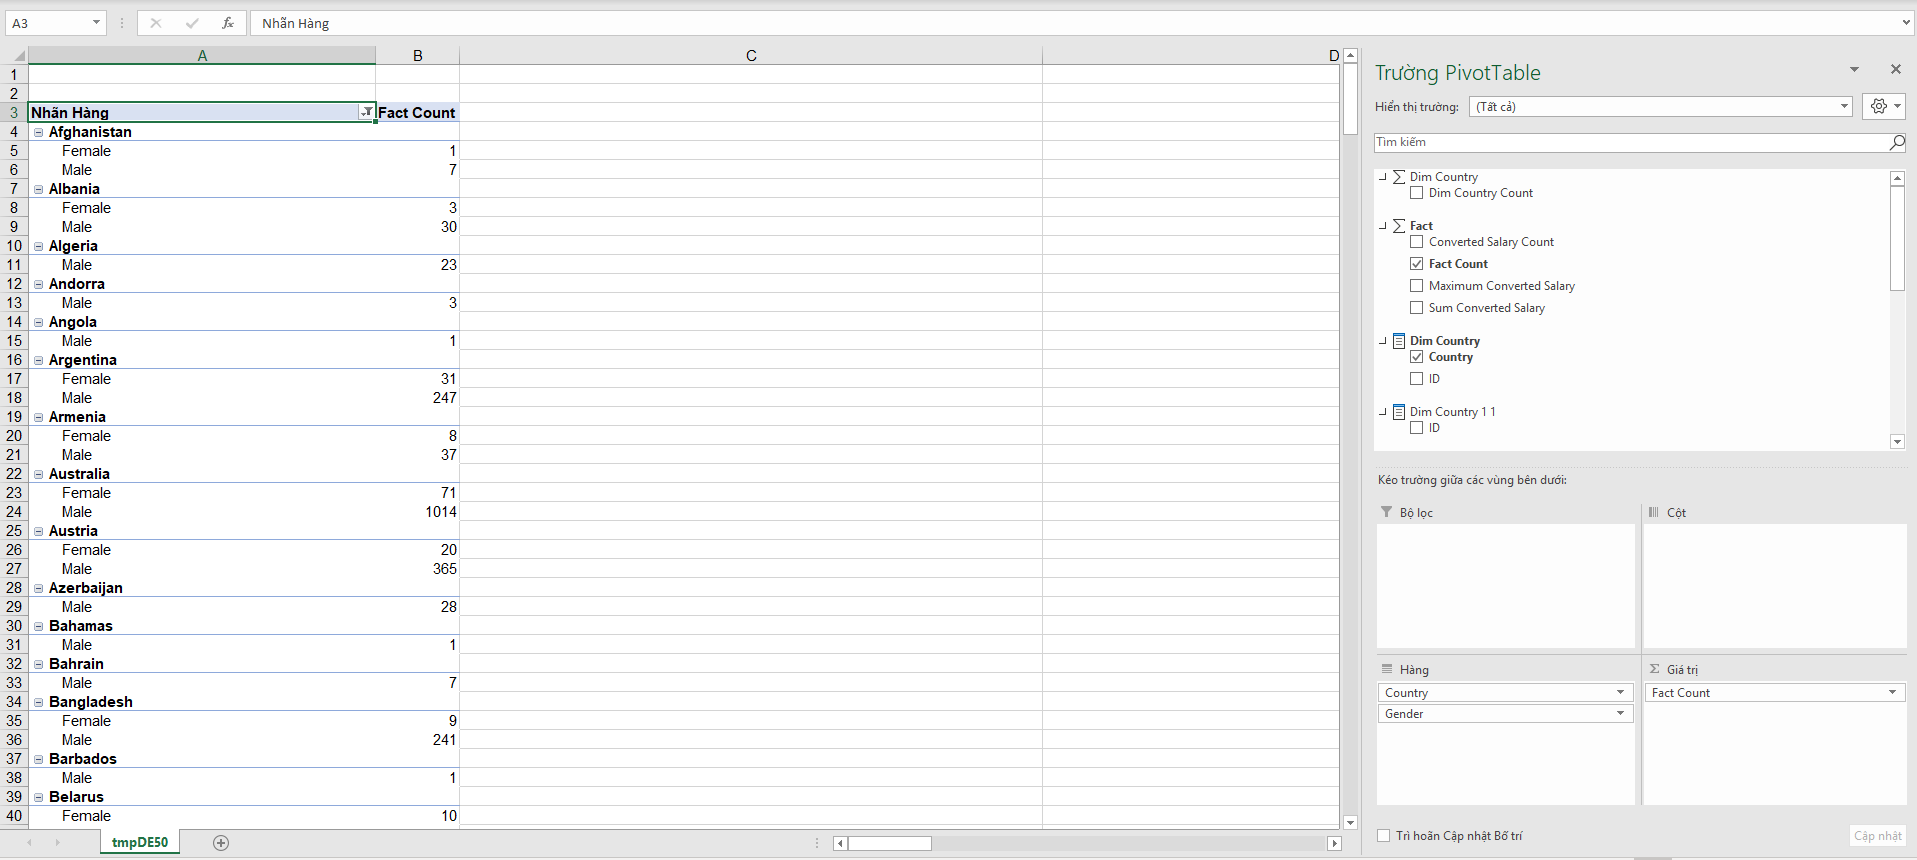 A3
fx
Nhãn Hàng
A B C D
1
2
3 Nhãn Hàng Fact Count
4 Afghanistan
5 Female 1
6 Male 7
7 Albania
8 Female 3
9 Male 30
10 Algeria
11 Male 23
12 Andorra
13 Male 3
14 Angola
15 Male 1
16 Argentina
17 Female 31
18 Male 247
19 Armenia
20 Female 8
21 Male 37
22 Australia
23 Female 71
24 Male 1014
25 Austria
26 Female 20
27 Male 365
28 Azerbaijan
29 Male 28
30 Bahamas
31 Male 1
32 Bahrain
33 Male 7
34 Bangladesh
35 Female 9
36 Male 241
37 Barbados
38 Male 1
39 Belarus
40 Female 10
tmpDE50
Trường PivotTable
Hiển thị trường: (Tất cả)
Tìm kiếm
Σ Dim Country
Dim Country Count
Σ Fact
Converted Salary Count
Fact Count
Maximum Converted Salary
Sum Converted Salary
Dim Country
Country
ID
Dim Country 1 1
ID
Kéo trường giữa các vùng bên dưới:
Bộ lọc
Cột
Hàng
Country
Gender
Σ Giá trị
Fact Count
Trì hoãn Cập nhật Bố trí
Cập nhật